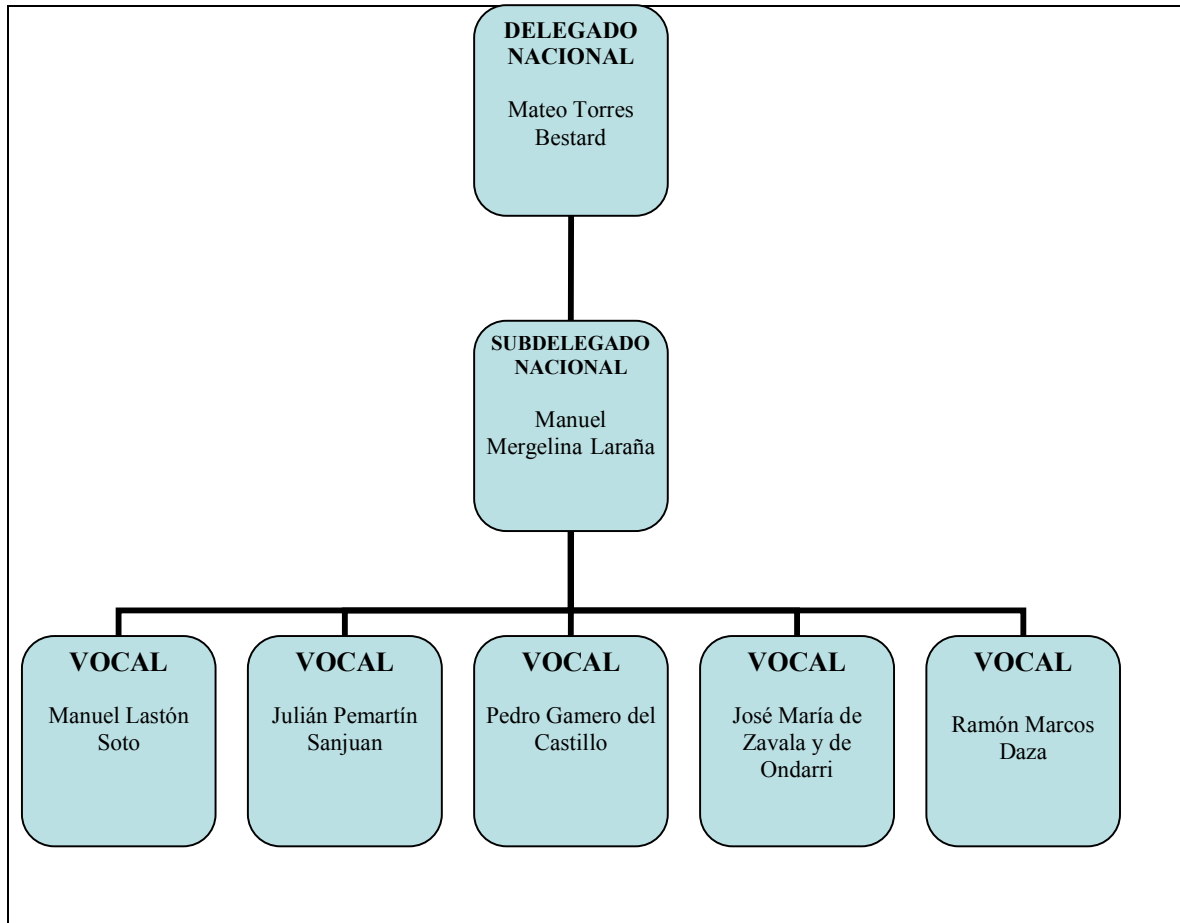 DELEGADO
NACIONAL
Mateo Torres
Bestard
SUBDELEGADO
NACIONAL
Manuel
Mergelina Laraña
VOCAL
Manuel Lastón
Soto
VOCAL
Julián Pemartín
Sanjuan
VOCAL
Pedro Gamero del
Castillo
VOCAL
José María de
Zavala y de
Ondarri
VOCAL
Ramón Marcos
Daza